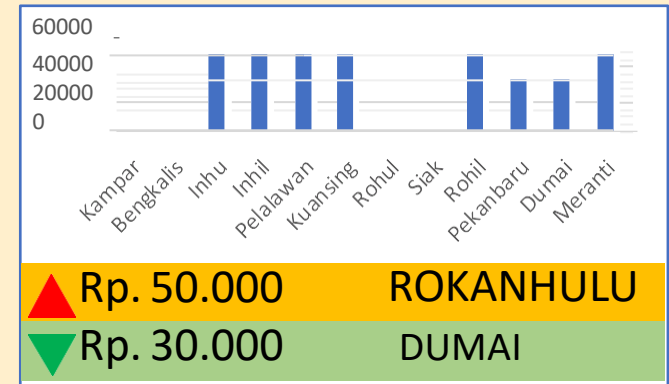 60000
40000
20000
0
Kampar
Bengkalis
Inhu
Inhil
Pelalawan
Kuansing
Rohul
Siak
Rohil
Pekanbaru
Dumai
Meranti
Rp. 50.000 ROKANHULU
Rp. 30.000 DUMAI